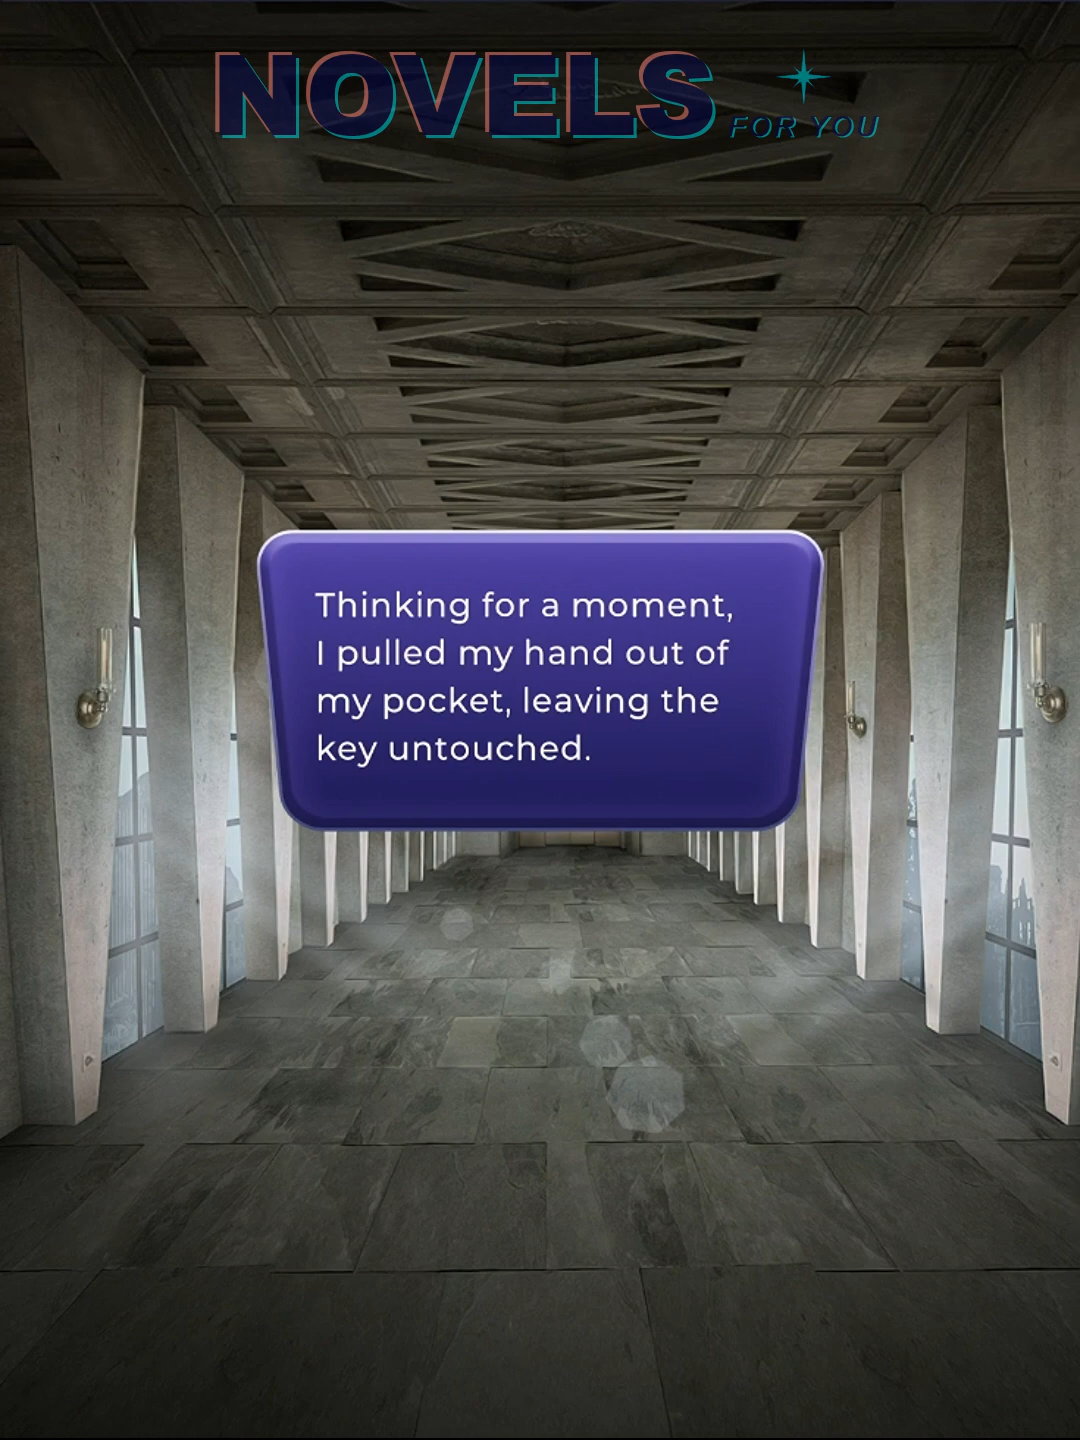 NOVELS
FOR YOU
Thinking for a moment,
I pulled my hand out of
my pocket, leaving the
key untouched.